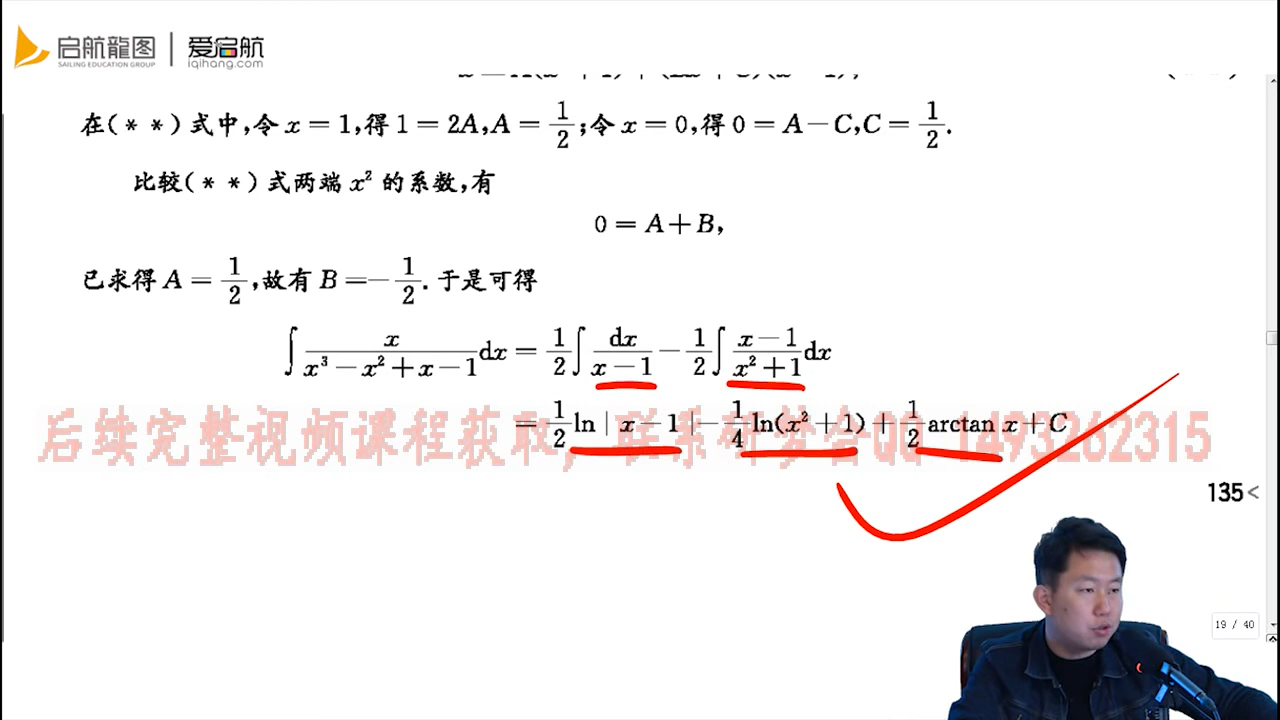 启航龍图 | 爱启航
SAILING EDUCATION GROUP iqihang.com
在(**)式中,令 x=1,得 1=2A,A=1/2;令 x=0,得 0=A-C,C=1/2.
比较(**)式两端 x² 的系数,有
0=A+B,
已求得 A=1/2,故有 B=-1/2.于是可得
∫ x/(x³-x²+x-1) dx = 1/2 ∫ dx/(x-1) - 1/2 ∫ (x-1)/(x²+1) dx
= 1/2 ln|x-1| - 1/4 ln(x²+1) + 1/2 arctan x + C
后续完整视频课程获取,联系研梦会QQ 1493262315
135<
19 / 40